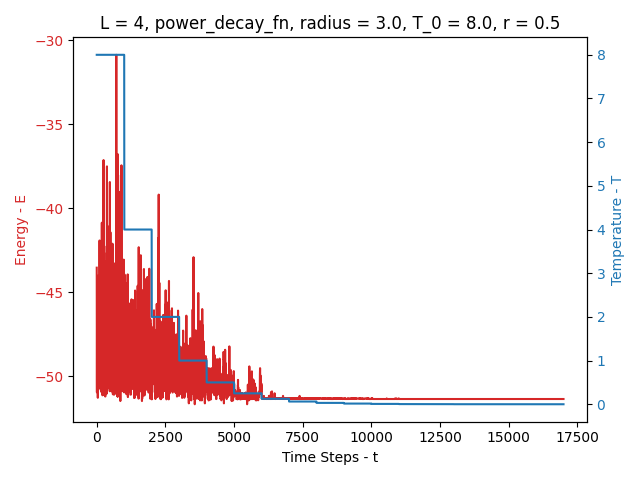 L = 4, power_decay_fn, radius = 3.0, T_0 = 8.0, r = 0.5
Energy - E
−30
−35
−40
−45
−50
8
7
6
5
4
3
2
1
0
Temperature - T
0 2500 5000 7500 10000 12500 15000 17500
Time Steps - t